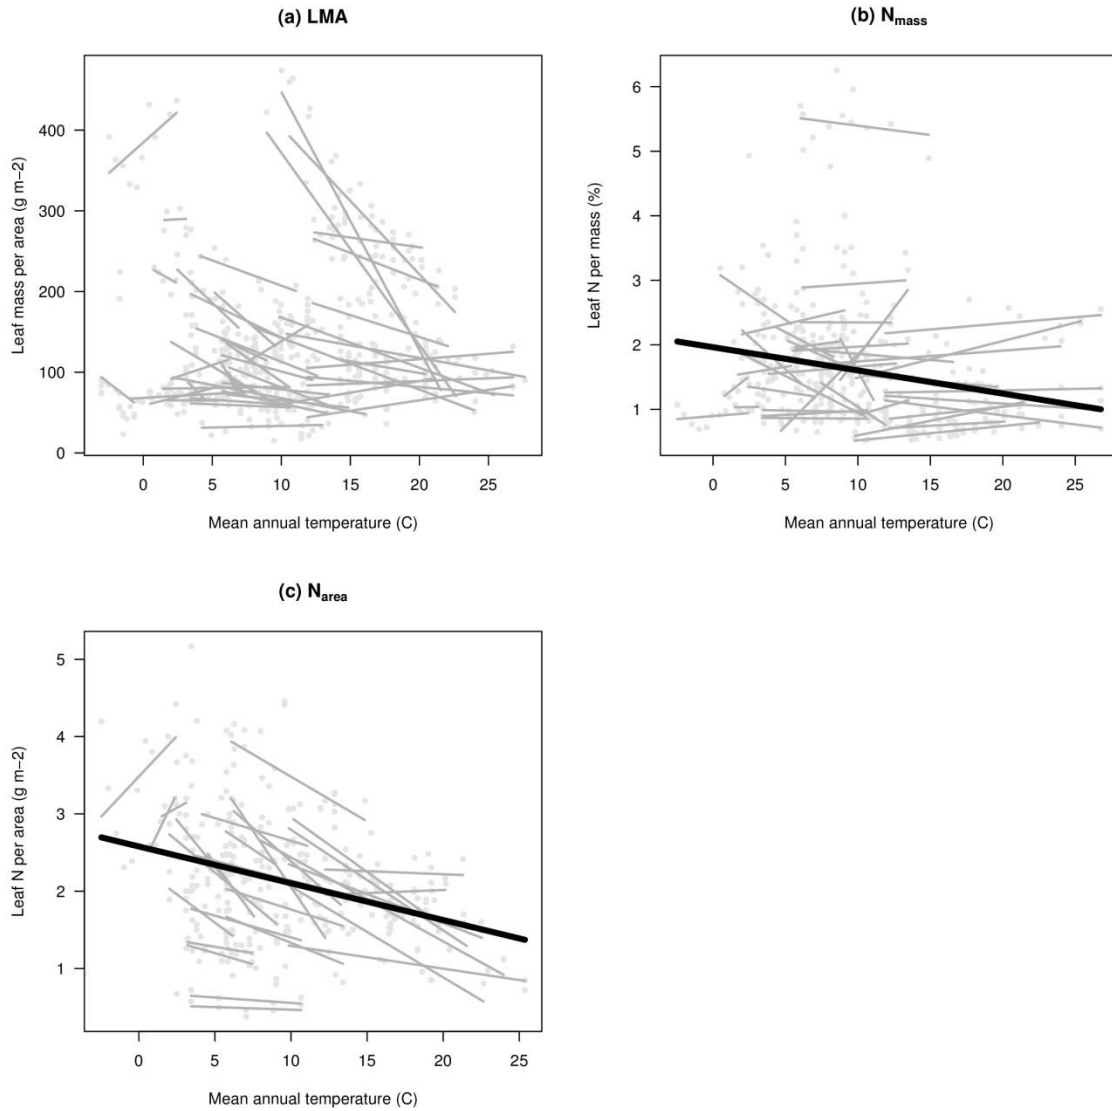 (a) LMA
Leaf mass per area (g m−2)
400
300
200
100
0
0 5 10 15 20 25
Mean annual temperature (C)
(b) Nmass
Leaf N per mass (%)
6
5
4
3
2
1
0 5 10 15 20 25
Mean annual temperature (C)
(c) Narea
Leaf N per area (g m−2)
5
4
3
2
1
0 5 10 15 20 25
Mean annual temperature (C)